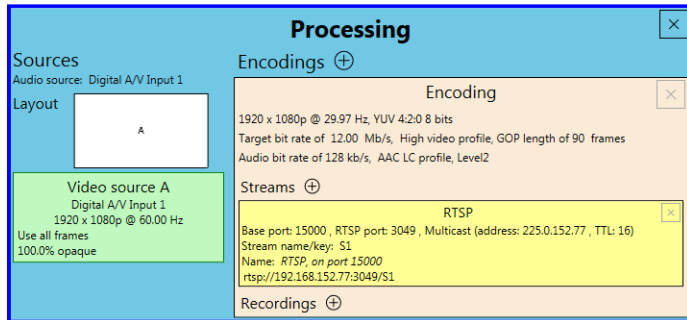 Processing
Sources
Audio source: Digital A/V Input 1
Layout
A
Video source A
Digital A/V Input 1
1920 x 1080p @ 60.00 Hz
Use all frames
100.0% opaque
Encodings
Encoding
1920 x 1080p @ 29.97 Hz, YUV 4:2:0 8 bits
Target bit rate of 12.00 Mb/s, High video profile, GOP length of 90 frames
Audio bit rate of 128 kb/s, AAC LC profile, Level2
Streams
RTSP
Base port: 15000 , RTSP port: 3049 , Multicast (address: 225.0.152.77 , TTL: 16)
Stream name/key: S1
Name: RTSP, on port 15000
rtsp://192.168.152.77:3049/S1
Recordings